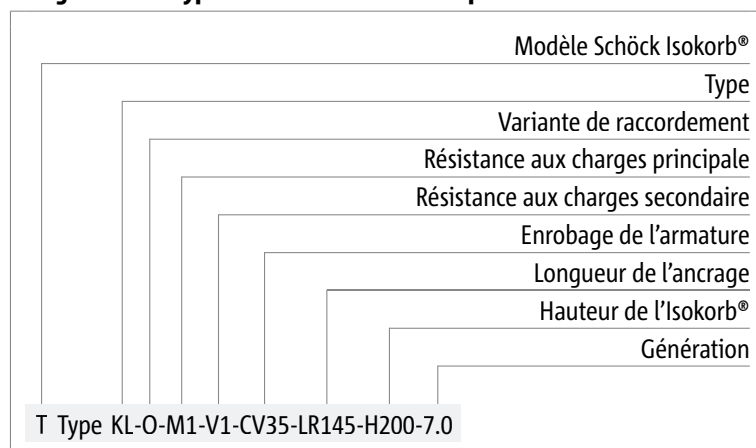 Modèle Schöck Isokorb®
Type
Variante de raccordement
Résistance aux charges principale
Résistance aux charges secondaire
Enrobage de l’armature
Longueur de l’ancrage
Hauteur de l’Isokorb®
Génération
T Type KL-O-M1-V1-CV35-LR145-H200-7.0